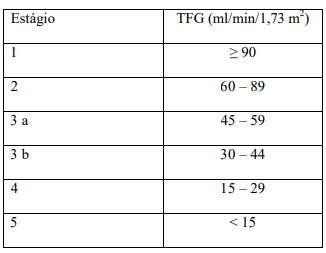 Estágio TFG (ml/min/1,73 m²)
1 ≥ 90
2 60 – 89
3 a 45 – 59
3 b 30 – 44
4 15 – 29
5 < 15